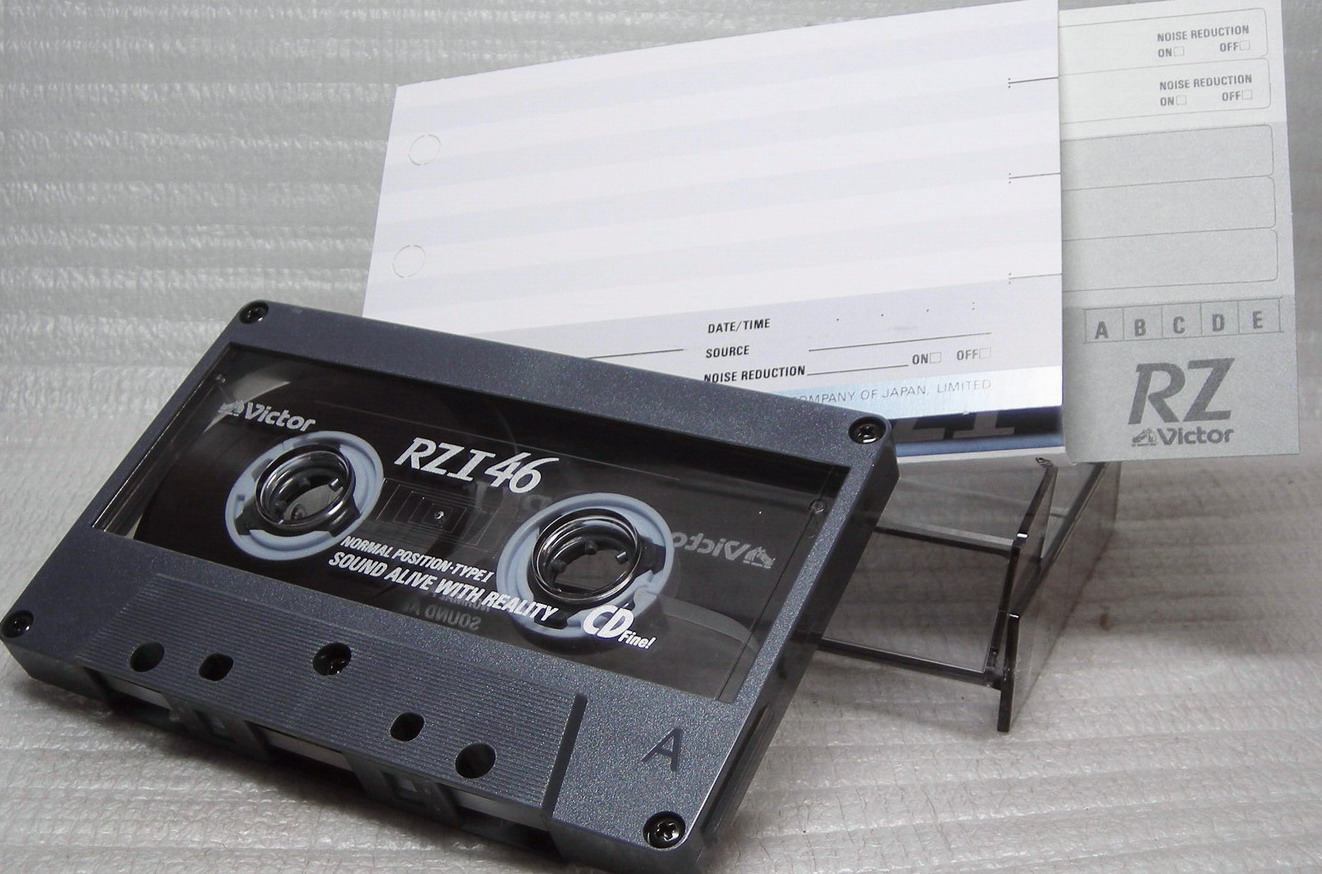 NOISE REDUCTION
ON OFF
NOISE REDUCTION
ON OFF
A B C D E
RZ
Victor
DATE/TIME
SOURCE
NOISE REDUCTION ON OFF
COMPANY OF JAPAN, LIMITED
Victor
RZI 46
NORMAL POSITION·TYPE I
SOUND ALIVE WITH REALITY
CD Fine!
A